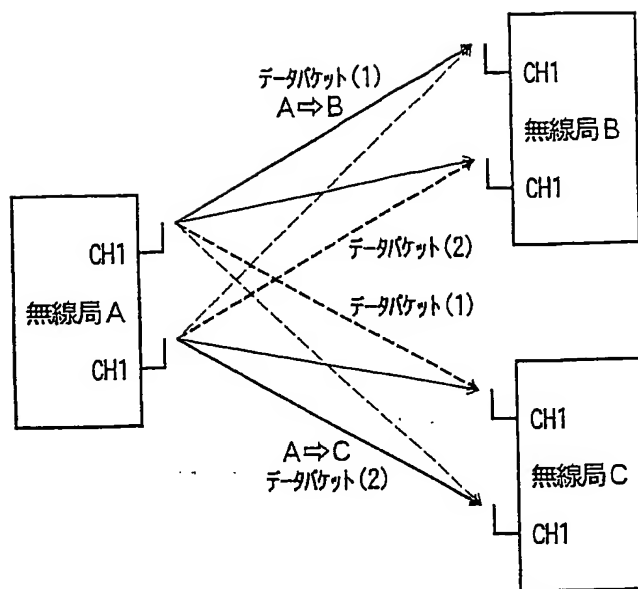 データパケット(1)
A⇒B
CH1
無線局B
CH1
CH1
無線局A
CH1
データパケット(2)
データパケット(1)
A⇒C
データパケット(2)
CH1
無線局C
CH1